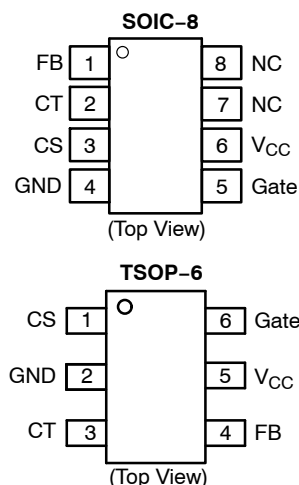 SOIC–8
FB 1 8 NC
CT 2 7 NC
CS 3 6 VCC
GND 4 5 Gate
(Top View)
TSOP–6
CS 1 6 Gate
GND 2 5 VCC
CT 3 4 FB
(Top View)